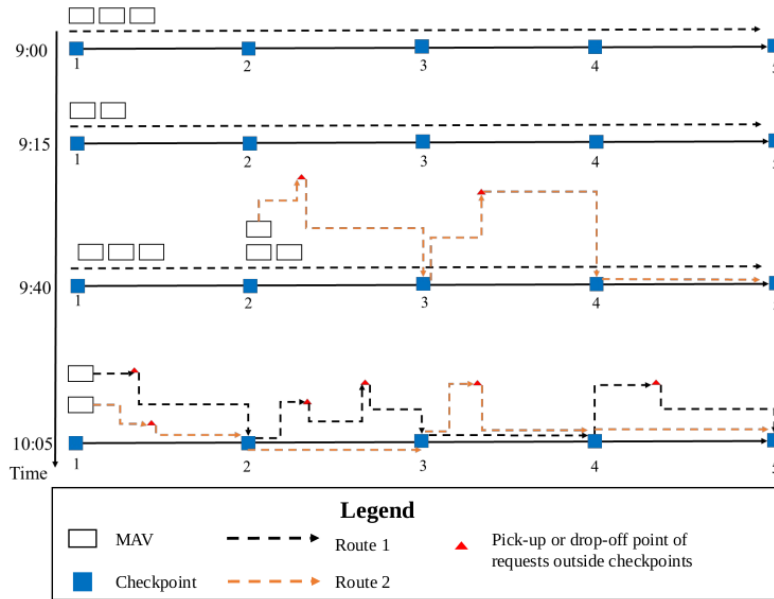 9:00
1 2 3 4
9:15
1 2 3 4
9:40
1 2 3 4
10:05
1 2 3 4
Time
Legend
MAV
Route 1
Pick-up or drop-off point of
requests outside checkpoints
Checkpoint
Route 2